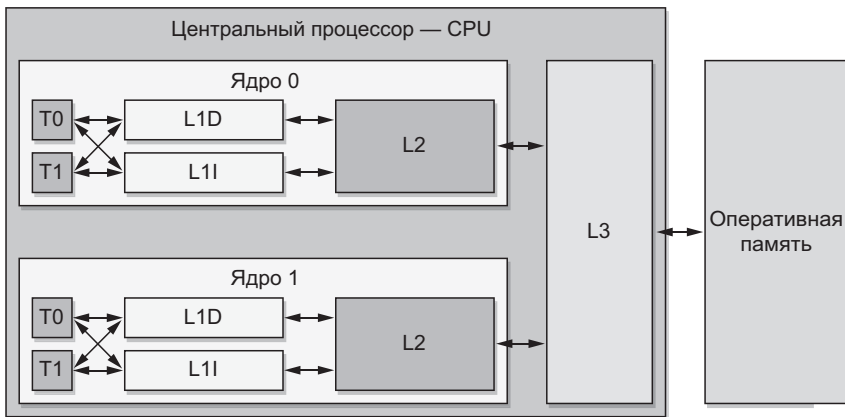 Центральный процессор — CPU
Ядро 0
T0
L1D
T1
L1I
L2
Ядро 1
T0
L1D
T1
L1I
L2
L3
Оперативная
память